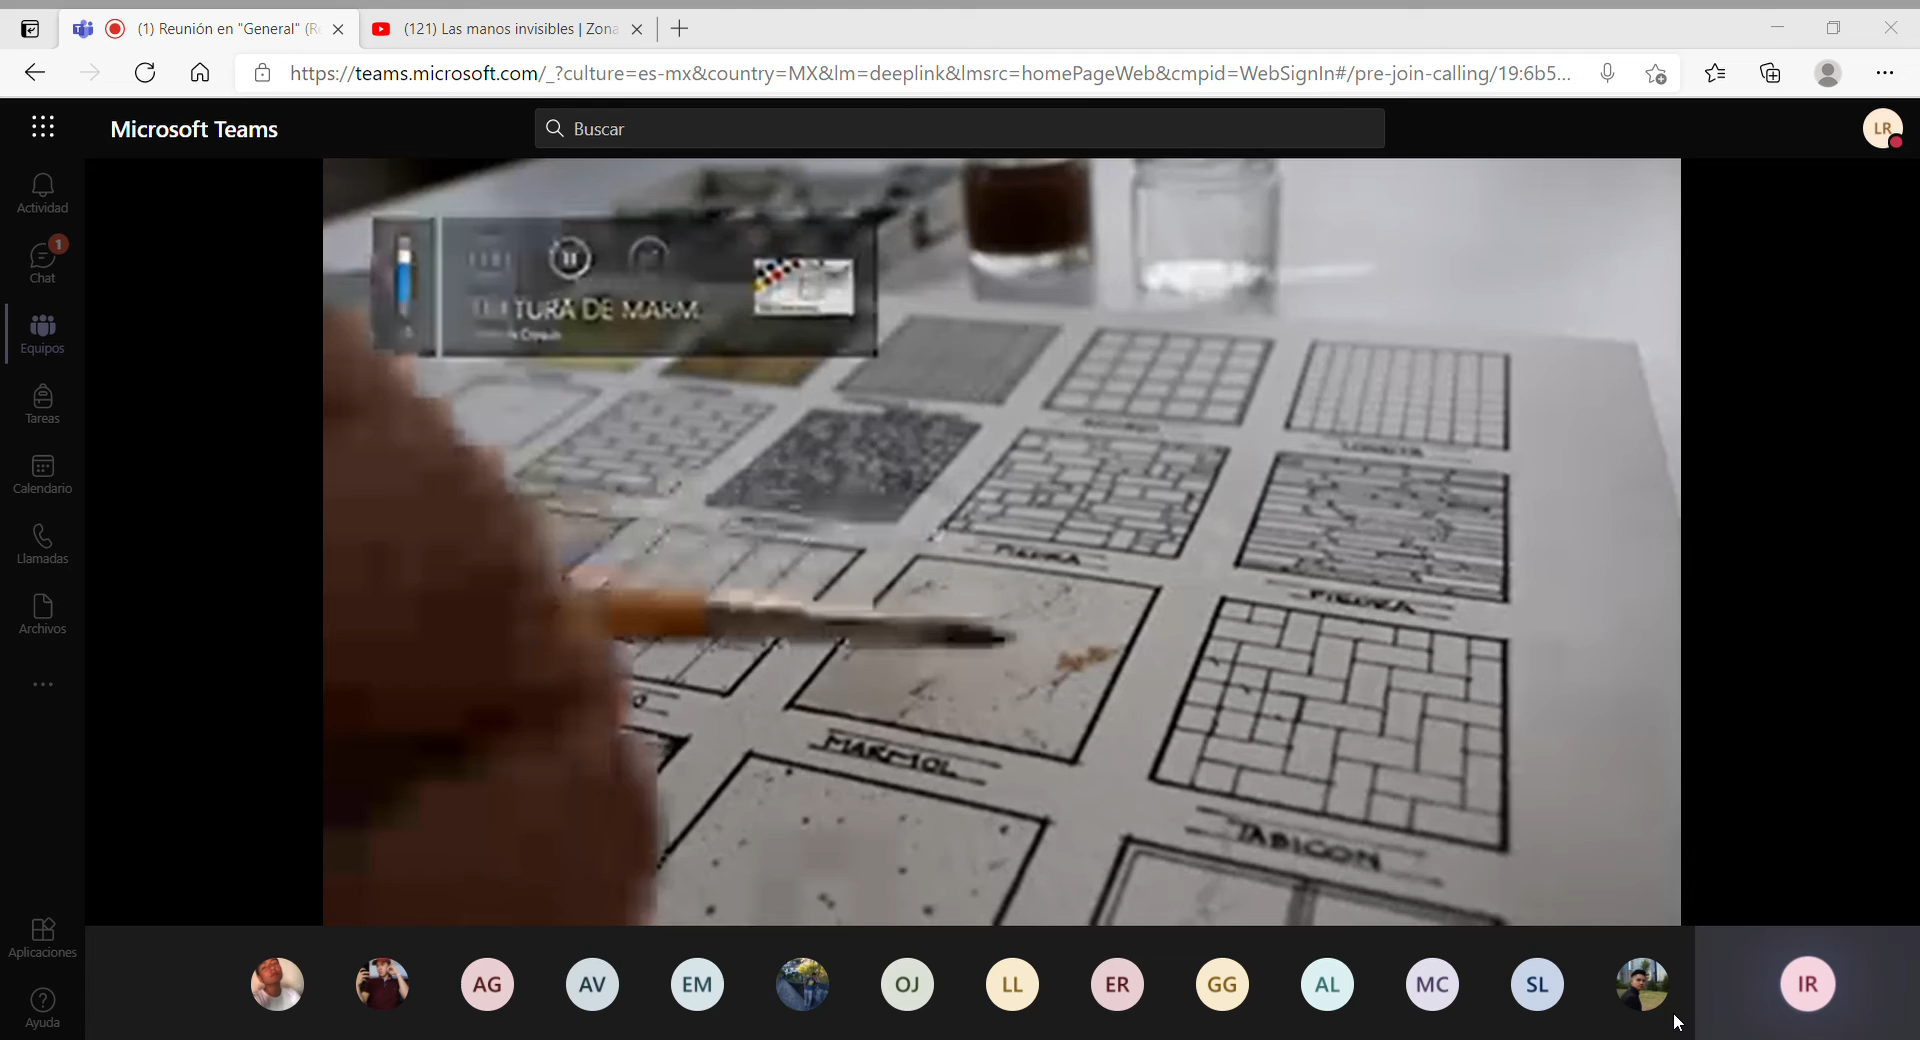 (1) Reunión en "General" (Re
(121) Las manos invisibles | Zona
https://teams.microsoft.com/_?culture=es-mx&country=MX&lm=deeplink&lmsrc=homePageWeb&cmpid=WebSignIn#/pre-join-calling/19:6b5...
Microsoft Teams
Buscar
LR
Actividad
1
Chat
Equipos
Tareas
Calendario
Llamadas
Archivos
Aplicaciones
Ayuda
TURA DE MARM
LOSETA
PIEDRA
PIEDRA
MARMOL
TABICON
AG
AV
EM
OJ
LL
ER
GG
AL
MC
SL
IR